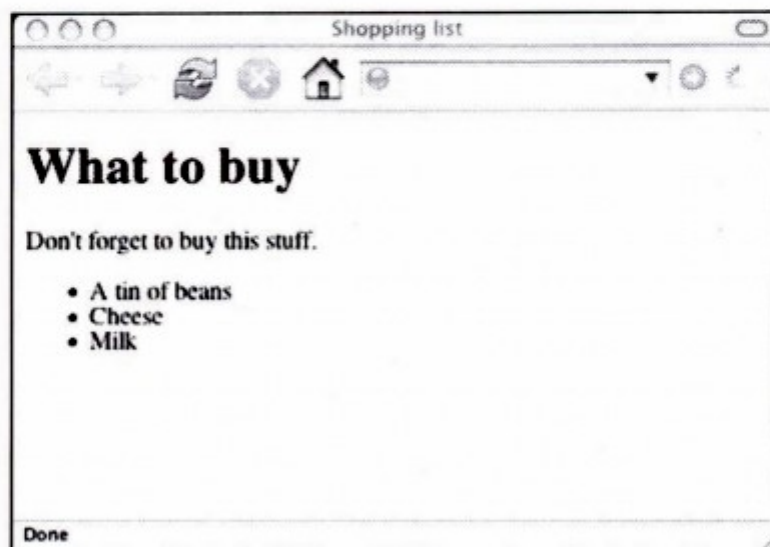 Shopping list
What to buy
Don't forget to buy this stuff.
• A tin of beans
• Cheese
• Milk
Done